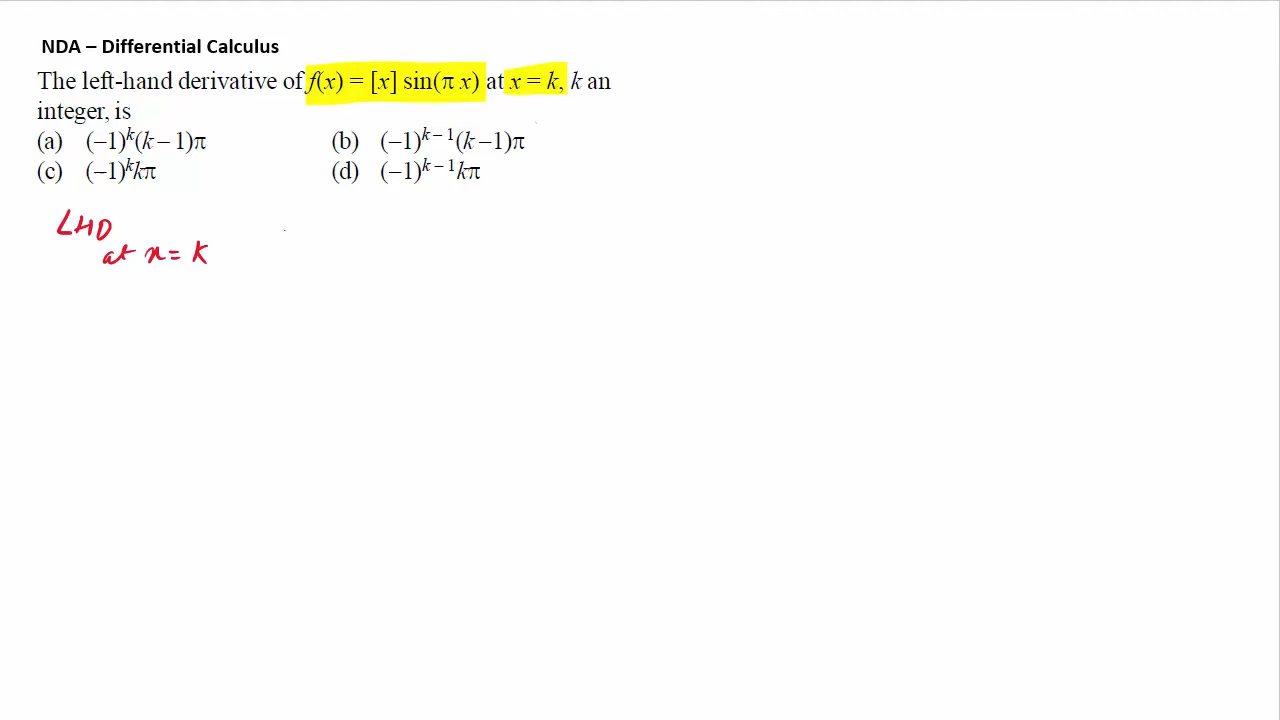 NDA – Differential Calculus
The left-hand derivative of f(x) = [x] sin(π x) at x = k, k an
integer, is
(a) (–1)^k(k – 1)π (b) (–1)^{k – 1}(k –1)π
(c) (–1)^k kπ (d) (–1)^{k – 1} kπ
LHD
at x = k